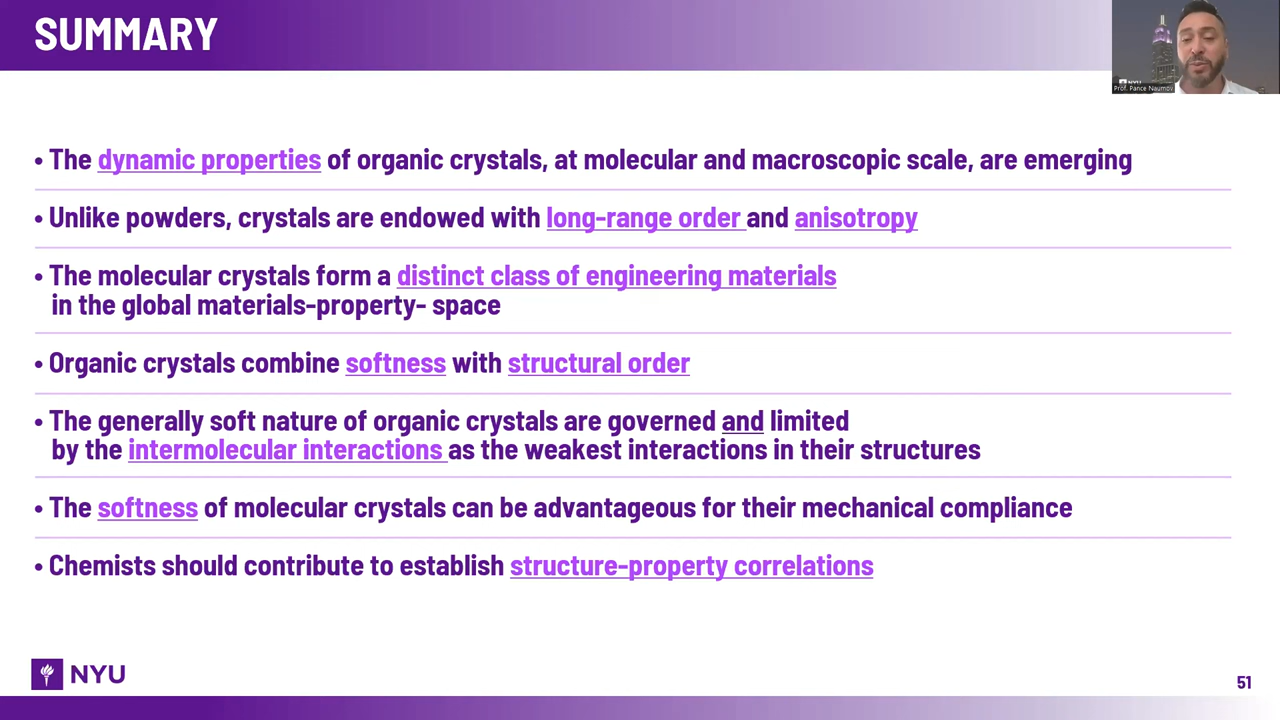 SUMMARY
NYU
Prof. Pance Naumov
• The dynamic properties of organic crystals, at molecular and macroscopic scale, are emerging
• Unlike powders, crystals are endowed with long-range order and anisotropy
• The molecular crystals form a distinct class of engineering materials
in the global materials-property- space
• Organic crystals combine softness with structural order
• The generally soft nature of organic crystals are governed and limited
by the intermolecular interactions as the weakest interactions in their structures
• The softness of molecular crystals can be advantageous for their mechanical compliance
• Chemists should contribute to establish structure-property correlations
NYU
51